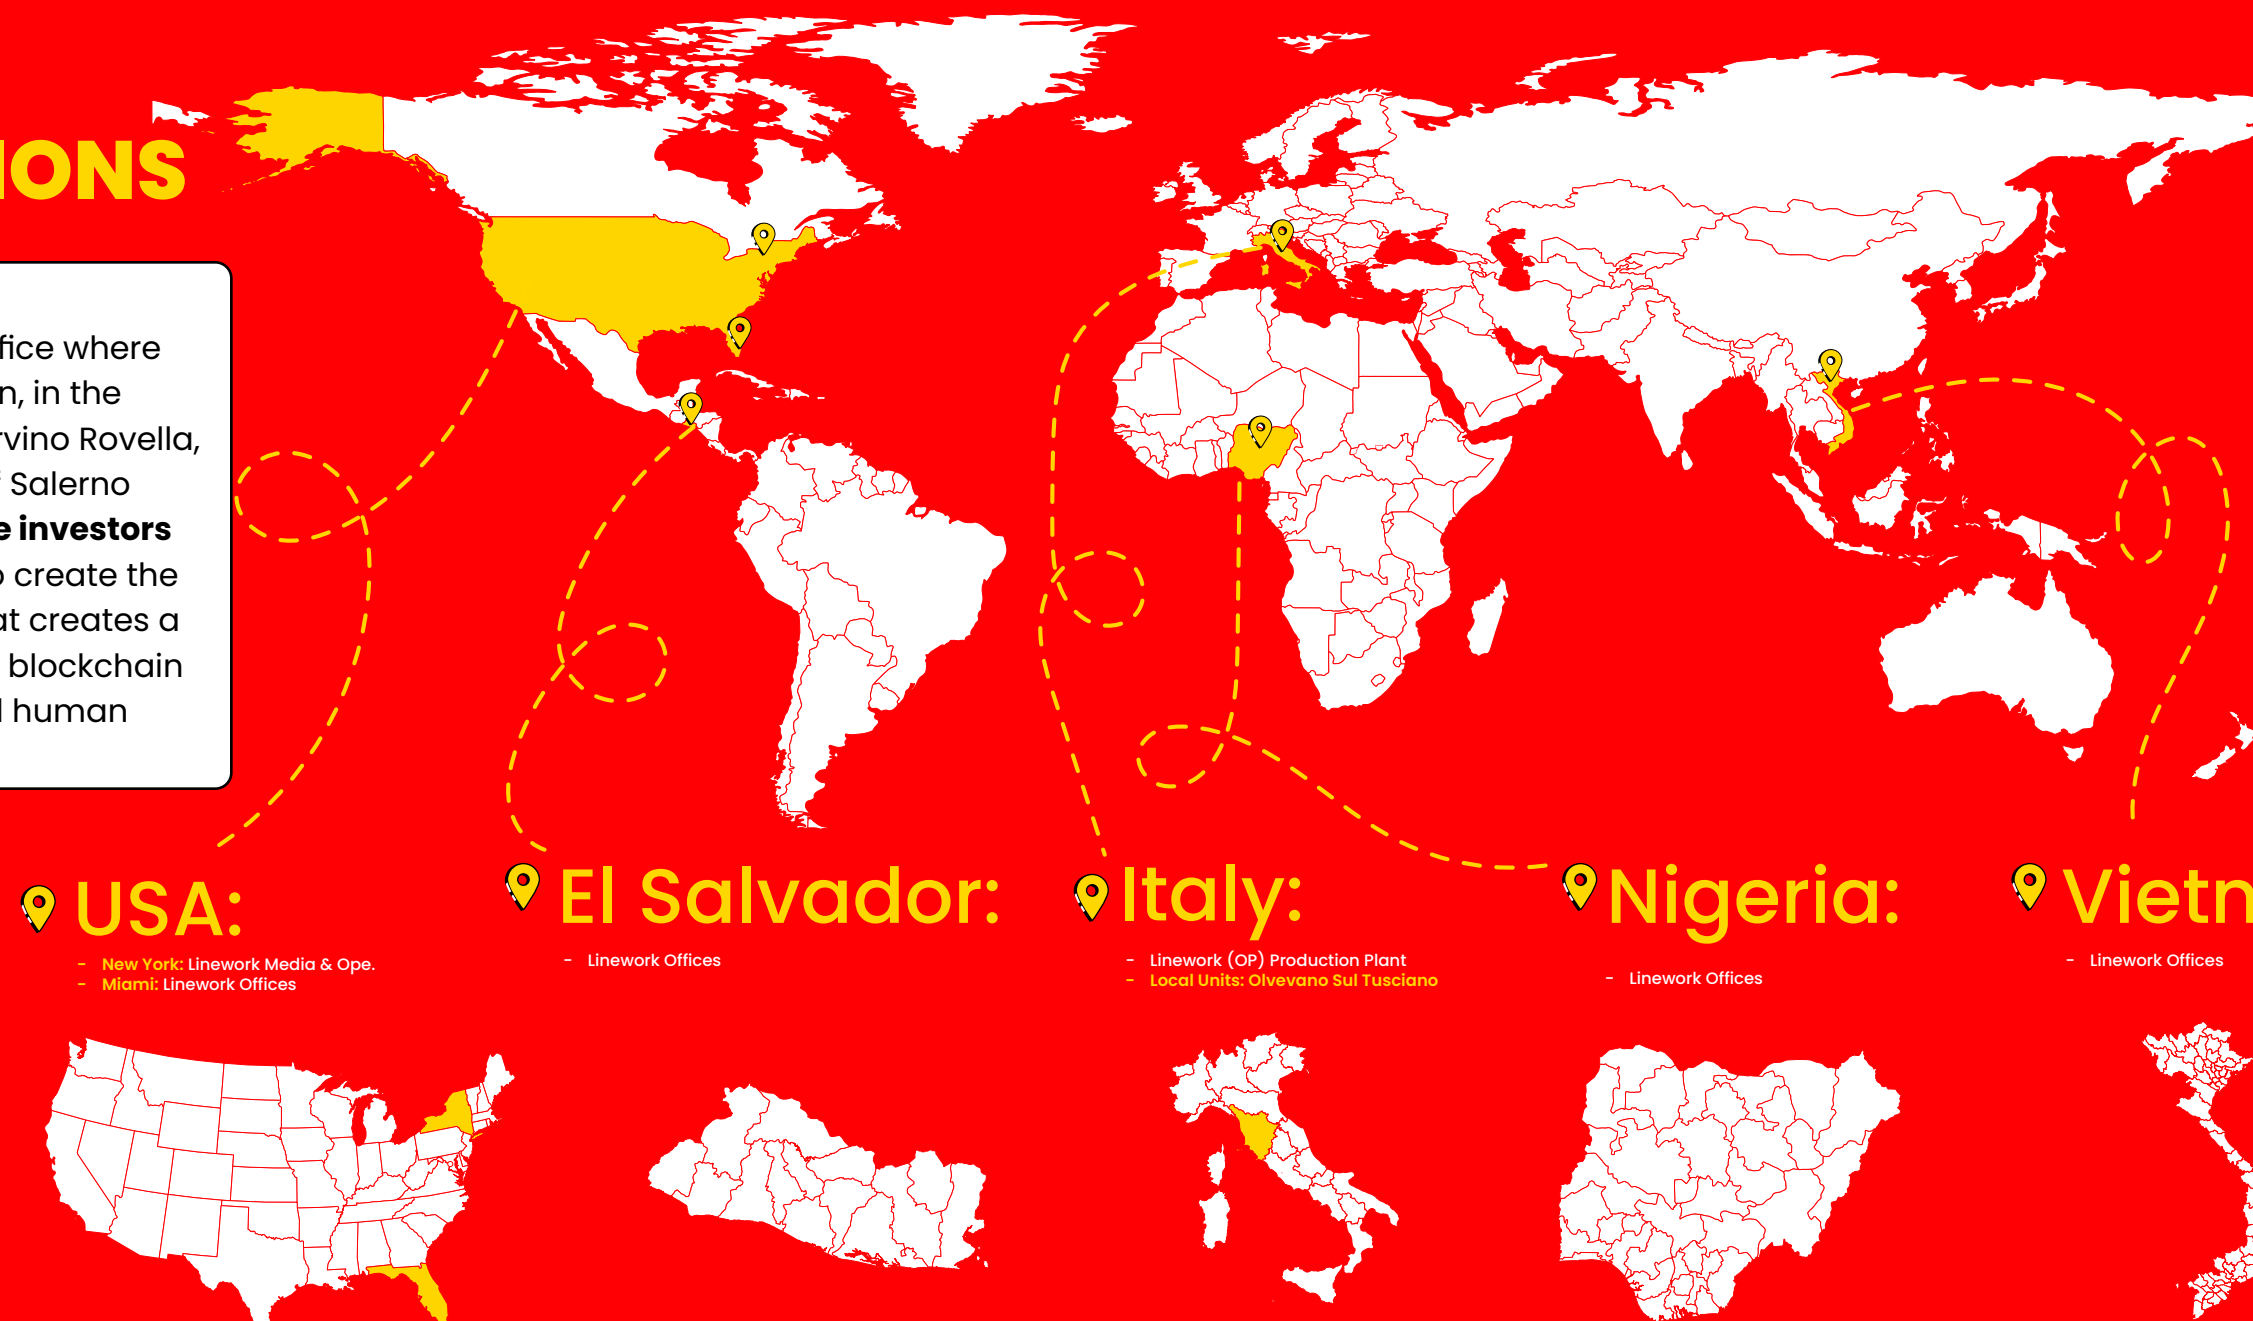 IONS
fice where
n, in the
rvino Rovella,
f Salerno
e investors
o create the
at creates a
blockchain
l human
USA:
- New York: Linework Media & Ope.
- Miami: Linework Offices
El Salvador:
- Linework Offices
Italy:
- Linework (OP) Production Plant
- Local Units: Olvevano Sul Tusciano
Nigeria:
- Linework Offices
Vietn
- Linework Offices